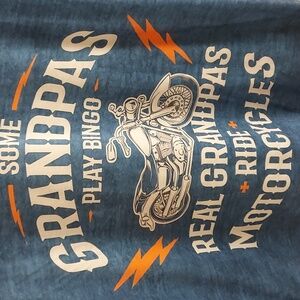 SOME
GRANDPAS
- PLAY BINGO -
REAL GRANDPAS
+ RIDE +
MOTORCYCLES